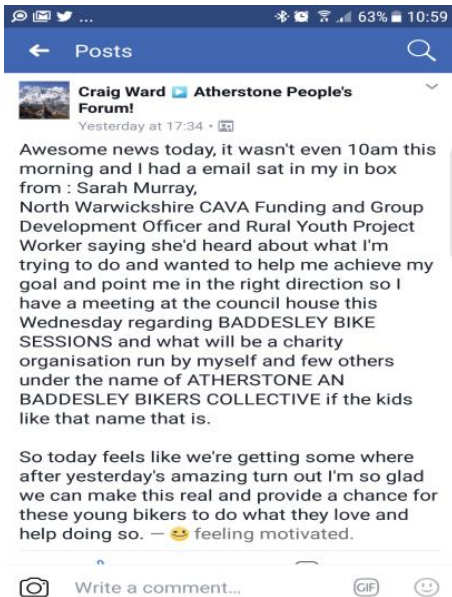 ... 63% 10:59
Posts
Craig Ward ▶ Atherstone People's
Forum!
Yesterday at 17:34 •
Awesome news today, it wasn't even 10am this
morning and I had a email sat in my in box
from : Sarah Murray,
North Warwickshire CAVA Funding and Group
Development Officer and Rural Youth Project
Worker saying she'd heard about what I'm
trying to do and wanted to help me achieve my
goal and point me in the right direction so I
have a meeting at the council house this
Wednesday regarding BADDESLEY BIKE
SESSIONS and what will be a charity
organisation run by myself and few others
under the name of ATHERSTONE AN
BADDESLEY BIKERS COLLECTIVE if the kids
like that name that is.
So today feels like we're getting some where
after yesterday's amazing turn out I'm so glad
we can make this real and provide a chance for
these young bikers to do what they love and
help doing so. — 😆 feeling motivated.
Write a comment...
GIF